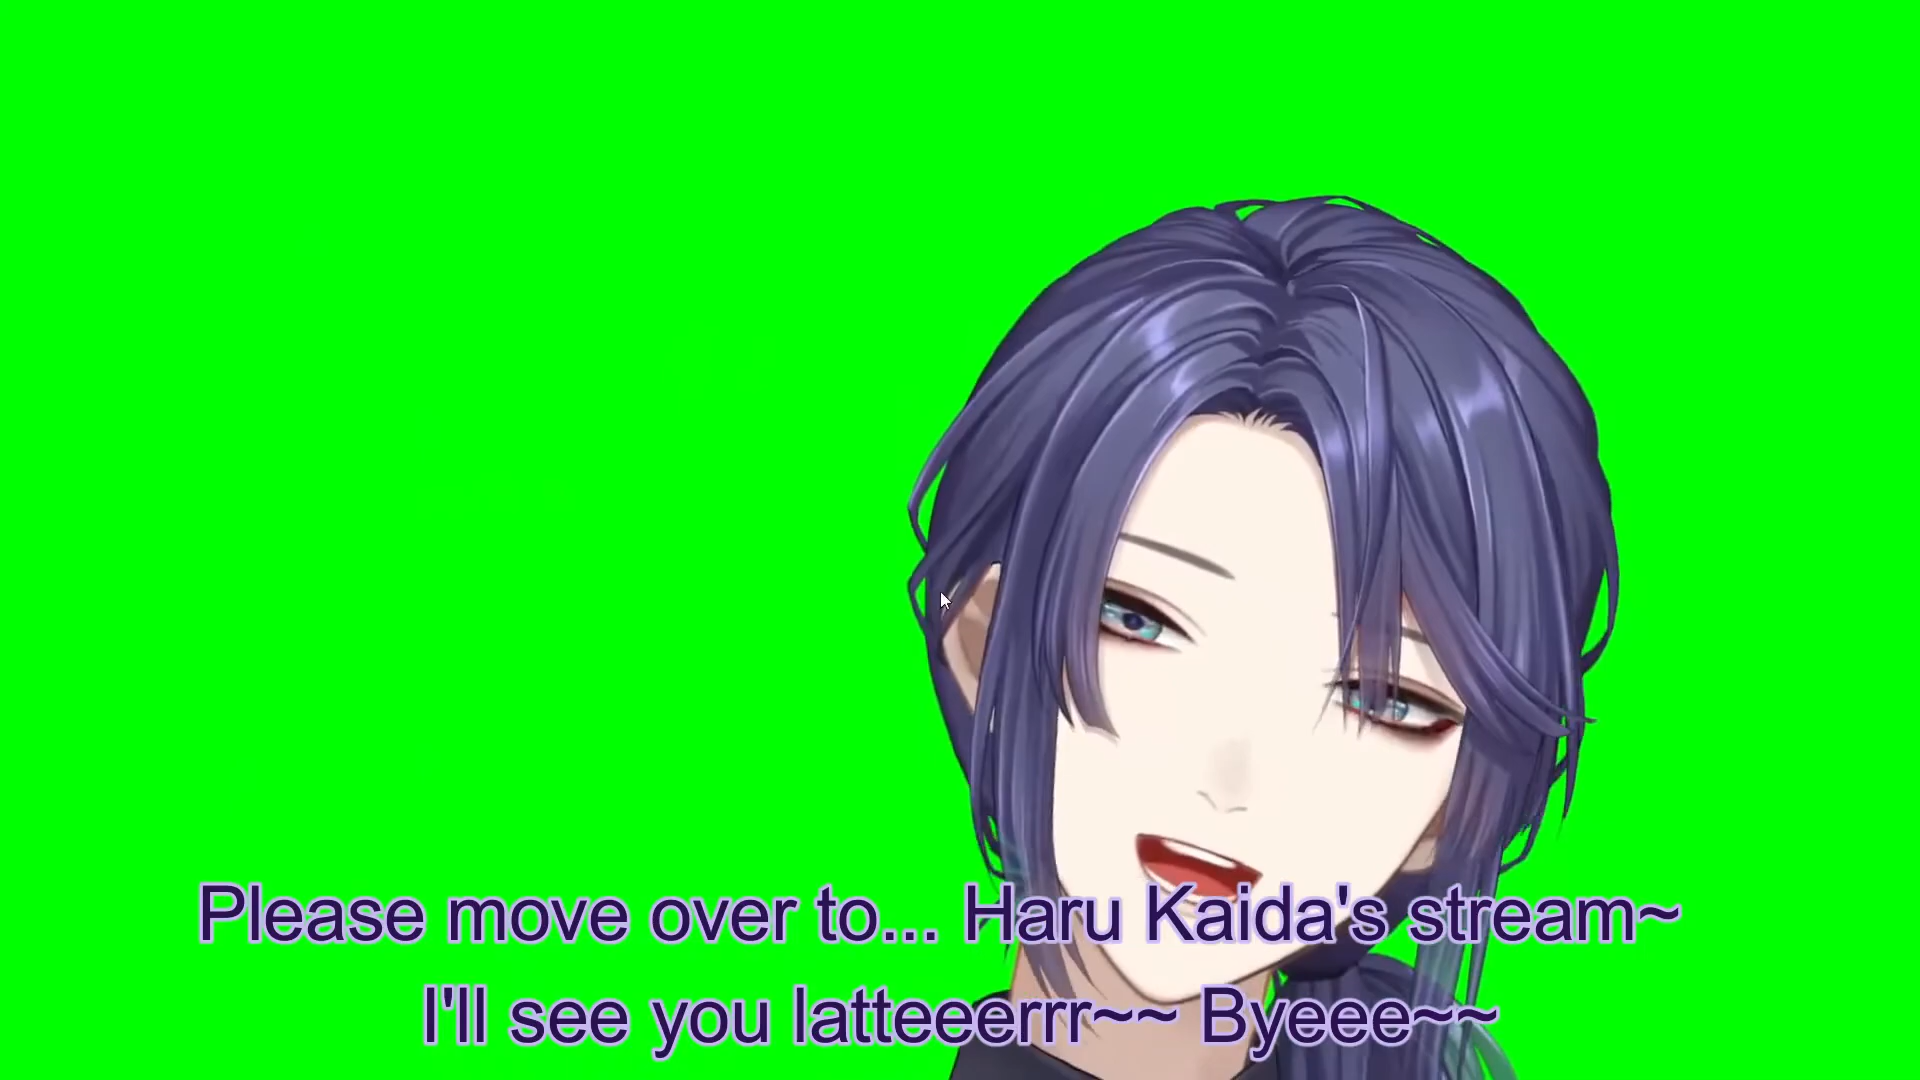 Please move over to... Haru Kaida's stream~
I'll see you latteeerrr~~ Byeee~~